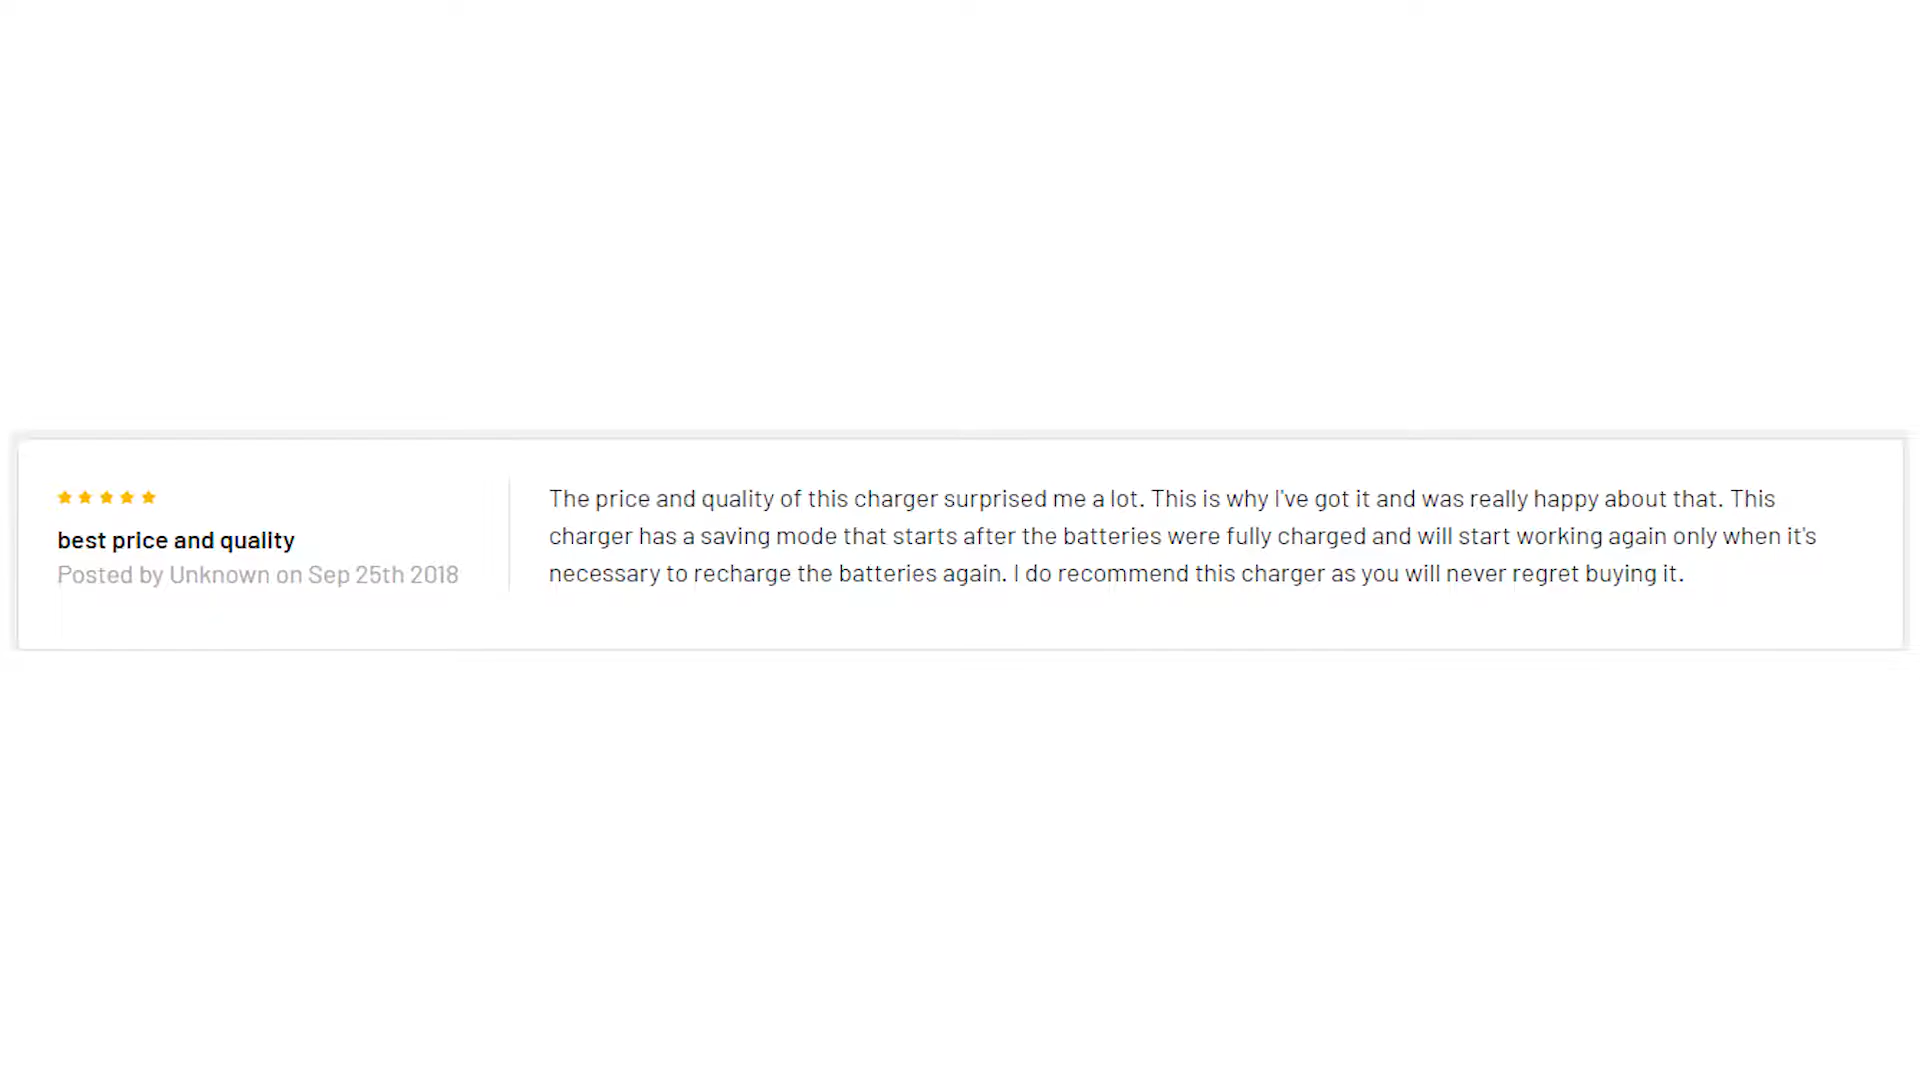 best price and quality
Posted by Unknown on Sep 25th 2018
The price and quality of this charger surprised me a lot. This is why I've got it and was really happy about that. This
charger has a saving mode that starts after the batteries were fully charged and will start working again only when it's
necessary to recharge the batteries again. I do recommend this charger as you will never regret buying it.